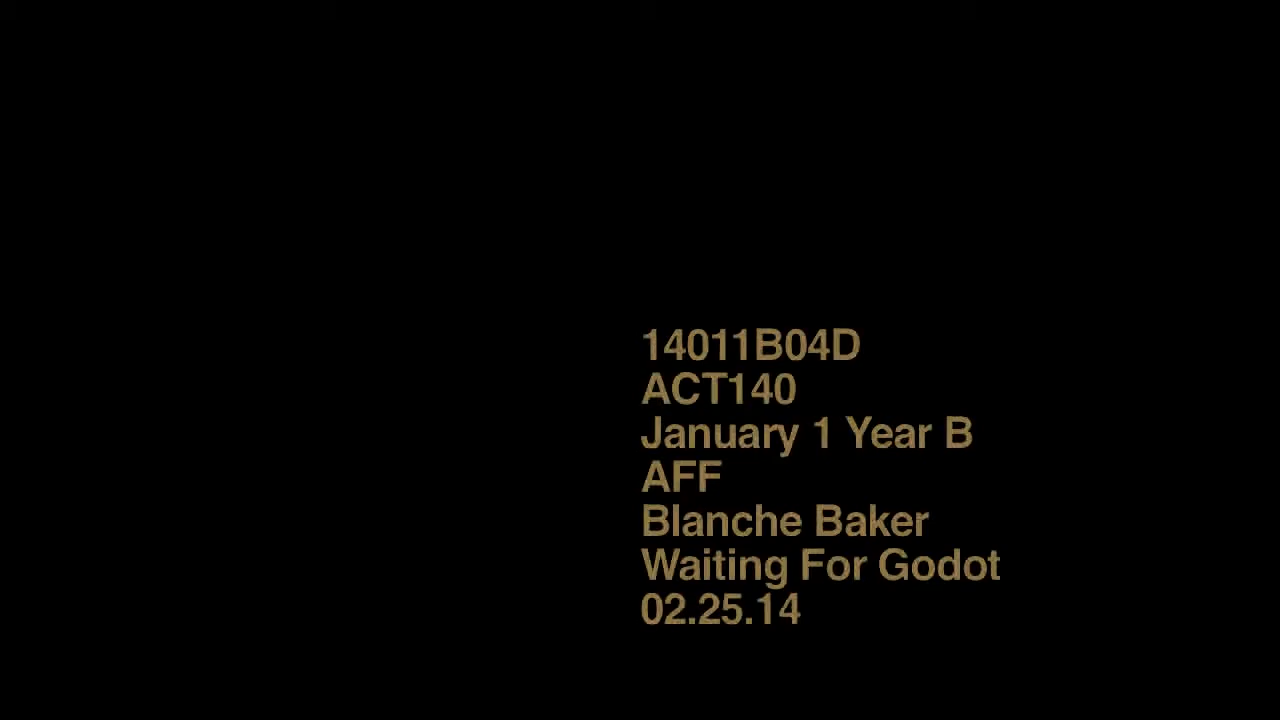 14011B04D
ACT140
January 1 Year B
AFF
Blanche Baker
Waiting For Godot
02.25.14